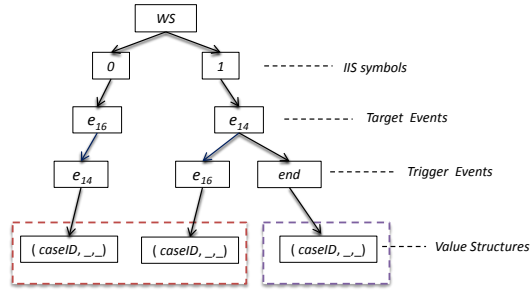 WS
0 1 IIS symbols
e16 e14 Target Events
e14 e16 end Trigger Events
( caseID, _,_) ( caseID, _,_) ( caseID, _,_)
Value Structures